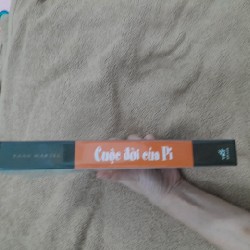 YANN MARTEL
Cuộc đời của Pi